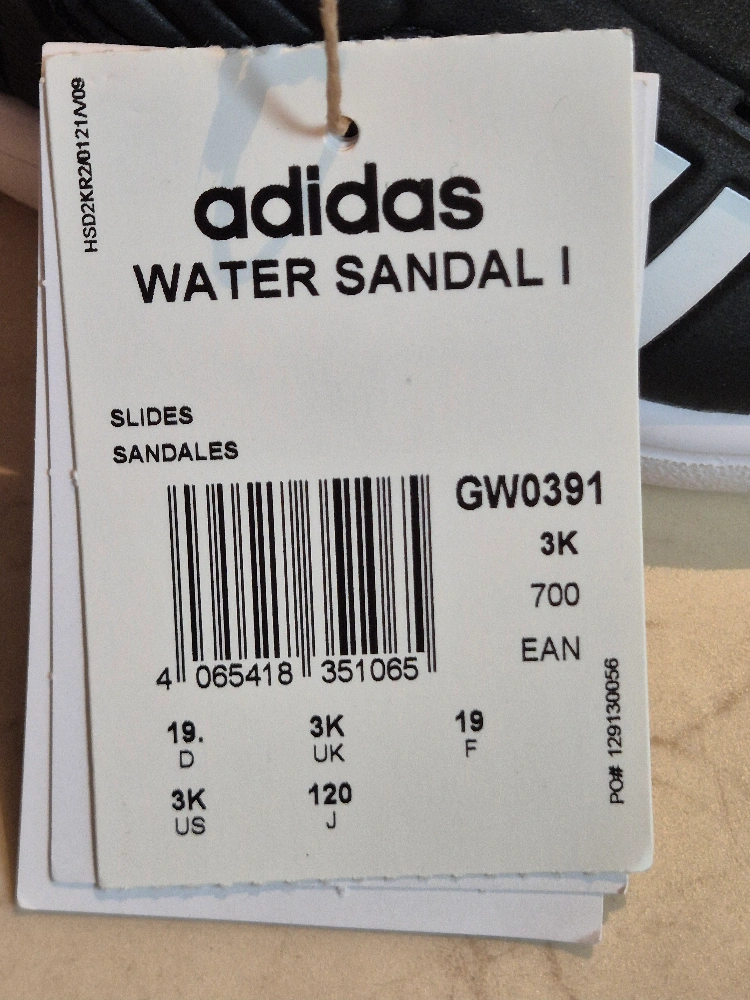 HSD2KR2/0121/V09
adidas
WATER SANDAL I
SLIDES
SANDALES
GW0391
3K
700
EAN
4 065418 351065
19. 3K 19
D UK F
3K 120
US J
PO# 129130056